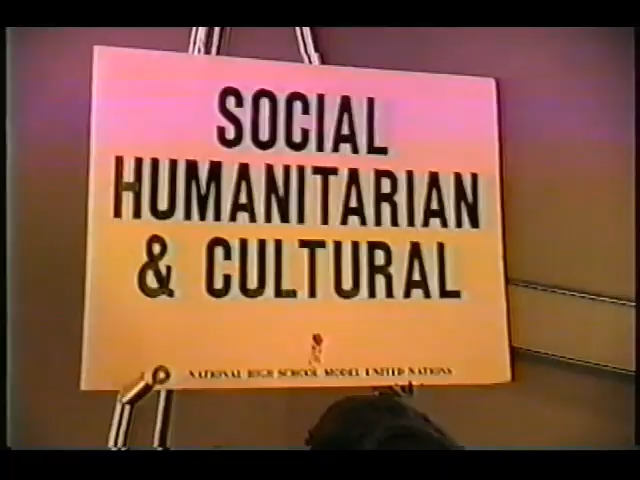 SOCIAL
HUMANITARIAN
& CULTURAL
NATIONAL HIGH SCHOOL MODEL UNITED NATIONS